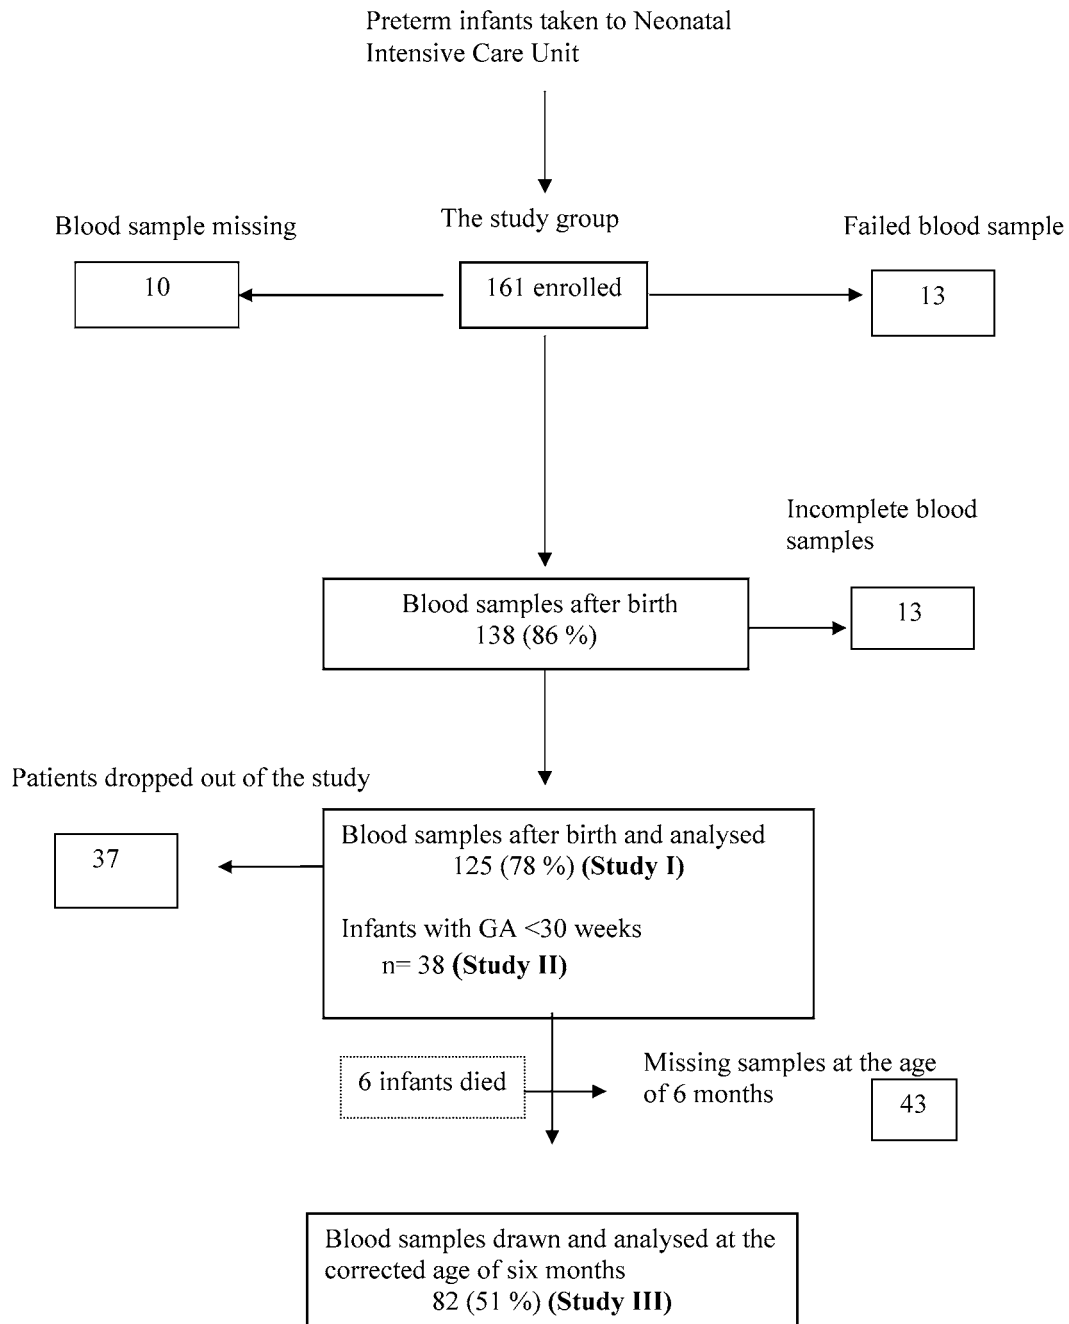 Preterm infants taken to Neonatal
Intensive Care Unit
Blood sample missing
The study group
Failed blood sample
10
161 enrolled
13
Incomplete blood
samples
Blood samples after birth
138 (86 %)
13
Patients dropped out of the study
37
Blood samples after birth and analysed
125 (78 %) (Study I)
Infants with GA <30 weeks
n= 38 (Study II)
6 infants died
Missing samples at the age
of 6 months
43
Blood samples drawn and analysed at the
corrected age of six months
82 (51 %) (Study III)